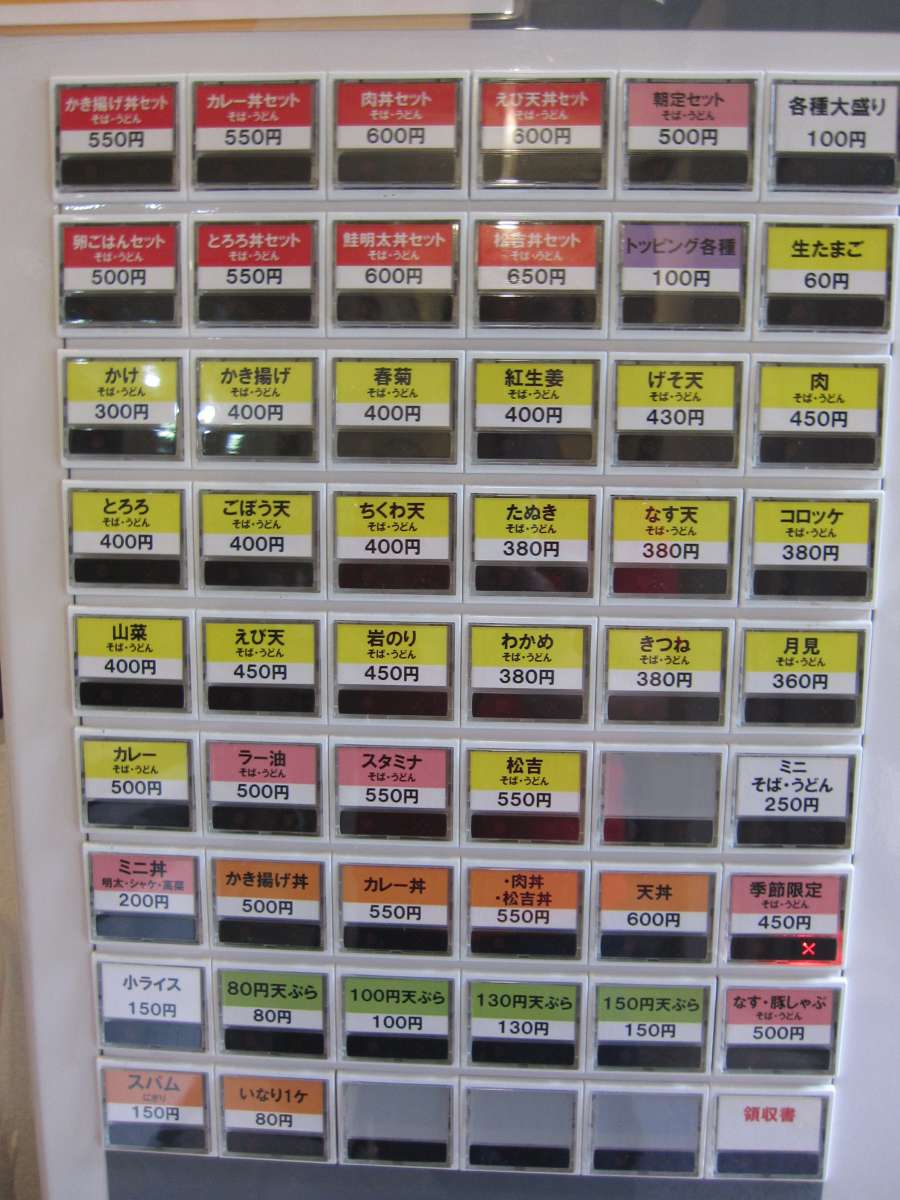 かき揚げ丼セット
そば・うどん
550円
カレー丼セット
そば・うどん
550円
肉丼セット
そば・うどん
600円
えび天丼セット
そば・うどん
600円
朝定セット
そば・うどん
500円
各種大盛り
100円
卵ごはんセット
そば・うどん
500円
とろろ丼セット
そば・うどん
550円
鮭明太丼セット
そば・うどん
600円
松吉丼セット
そば・うどん
650円
トッピング各種
100円
生たまご
60円
かけ
そば・うどん
300円
かき揚げ
そば・うどん
400円
春菊
そば・うどん
400円
紅生姜
そば・うどん
400円
げそ天
そば・うどん
430円
肉
そば・うどん
450円
とろろ
そば・うどん
400円
ごぼう天
そば・うどん
400円
ちくわ天
そば・うどん
400円
たぬき
そば・うどん
380円
なす天
そば・うどん
380円
コロッケ
そば・うどん
380円
山菜
そば・うどん
400円
えび天
そば・うどん
450円
岩のり
そば・うどん
450円
わかめ
そば・うどん
380円
きつね
そば・うどん
380円
月見
そば・うどん
360円
カレー
そば・うどん
500円
ラー油
そば・うどん
500円
スタミナ
そば・うどん
550円
松吉
そば・うどん
550円
ミニ
そば・うどん
250円
ミニ丼
明太・シャケ・高菜
200円
かき揚げ丼
500円
カレー丼
550円
・肉丼
・松吉丼
550円
天丼
600円
季節限定
そば・うどん
450円
×
小ライス
150円
80円天ぷら
80円
100円天ぷら
100円
130円天ぷら
130円
150円天ぷら
150円
なす・豚しゃぶ
そば・うどん
500円
スパム
にぎり
150円
いなり1ケ
80円
領収書